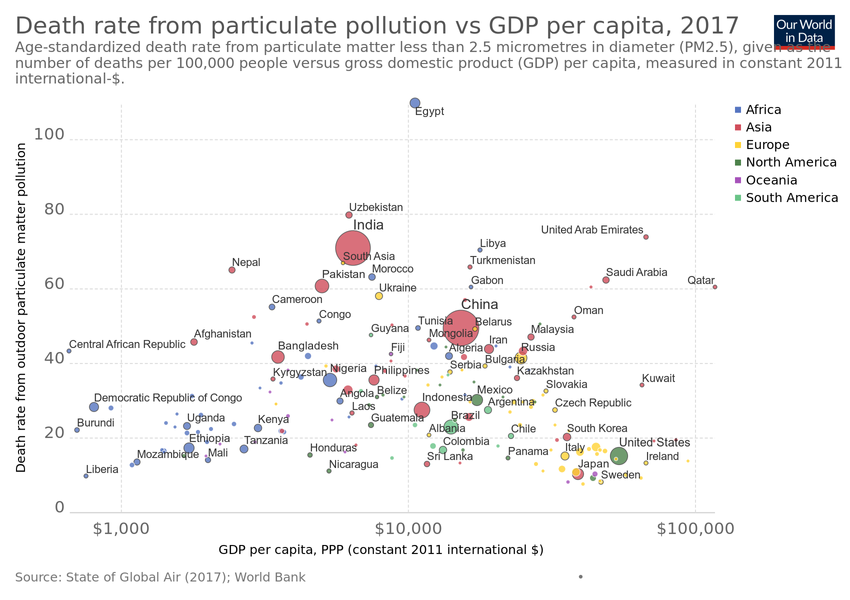 Death rate from particulate pollution vs GDP per capita, 2017
Our World
in Data
Age-standardized death rate from particulate matter less than 2.5 micrometres in diameter (PM2.5), given as the
number of deaths per 100,000 people versus gross domestic product (GDP) per capita, measured in constant 2011
international-$.
Egypt
Africa
Asia
Europe
North America
Oceania
South America
100
Death rate from outdoor particulate matter pollution
80
Uzbekistan
India
United Arab Emirates
Libya
South Asia
Nepal
Morocco
Turkmenistan
Pakistan
Gabon
Saudi Arabia
Qatar
60
Ukraine
Cameroon
China
Congo
Tunisia
Belarus
Oman
Guyana
Mongolia
Malaysia
Afghanistan
Central African Republic
Bangladesh
Fiji
Algeria
Iran
Russia
40
Bulgaria
Kyrgyzstan
Nigeria
Philippines
Serbia
Kazakhstan
Kuwait
Angola
Belize
Mexico
Slovakia
Democratic Republic of Congo
Laos
Indonesia
Argentina
Czech Republic
Burundi
Uganda
Kenya
Guatemala
Brazil
Albania
Chile
South Korea
20
Ethiopia
Tanzania
Honduras
Colombia
United States
Mozambique
Mali
Sri Lanka
Panama
Italy
Ireland
Liberia
Nicaragua
Japan
Sweden
0
$1,000
$10,000
$100,000
GDP per capita, PPP (constant 2011 international $)
Source: State of Global Air (2017); World Bank